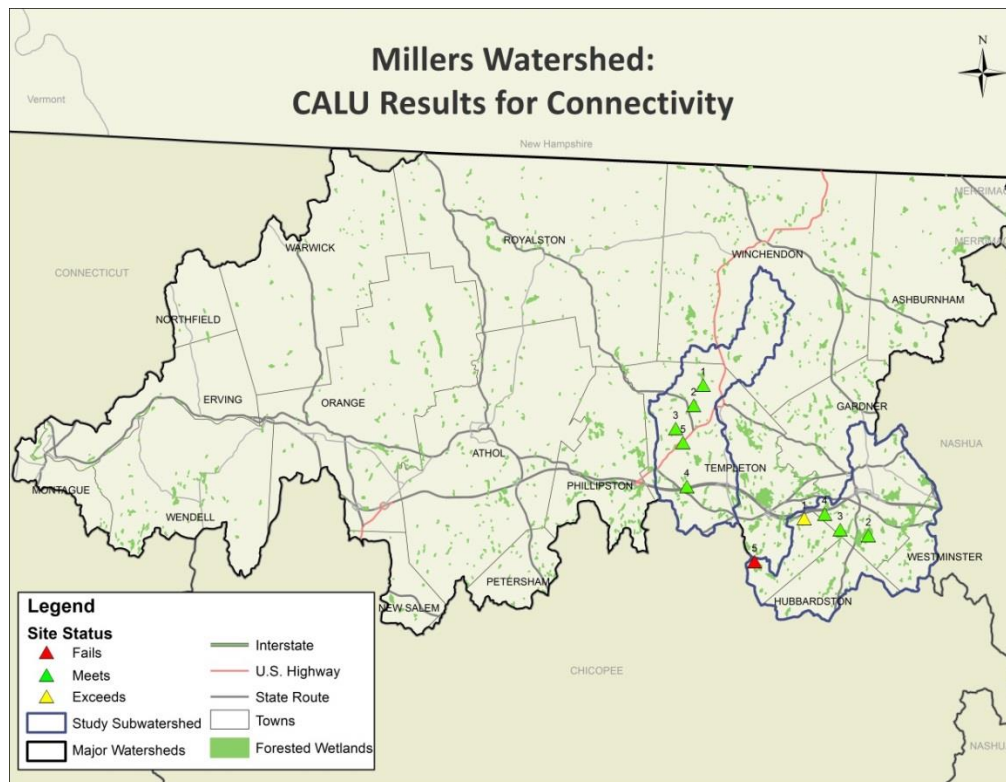 Millers Watershed:
CALU Results for Connectivity
N
Vermont
New Hampshire
MERRIMAC
MERRIMAC
ROYALSTON
WARWICK
WINCHENDON
CONNECTICUT
ASHBURNHAM
NORTHFIELD
1
ERVING
ORANGE
2
GARDNER
3
5
NASHUA
ATHOL
TEMPLETON
4
PHILLIPSTON
MONTAGUE
1
4
3
2
WENDELL
5
WESTMINSTER
PETERSHAM
HUBBARDSTON
NEW SALEM
CHICOPEE
NASHUA
Legend
Site Status
Fails
Meets
Exceeds
Study Subwatershed
Major Watersheds
Interstate
U.S. Highway
State Route
Towns
Forested Wetlands